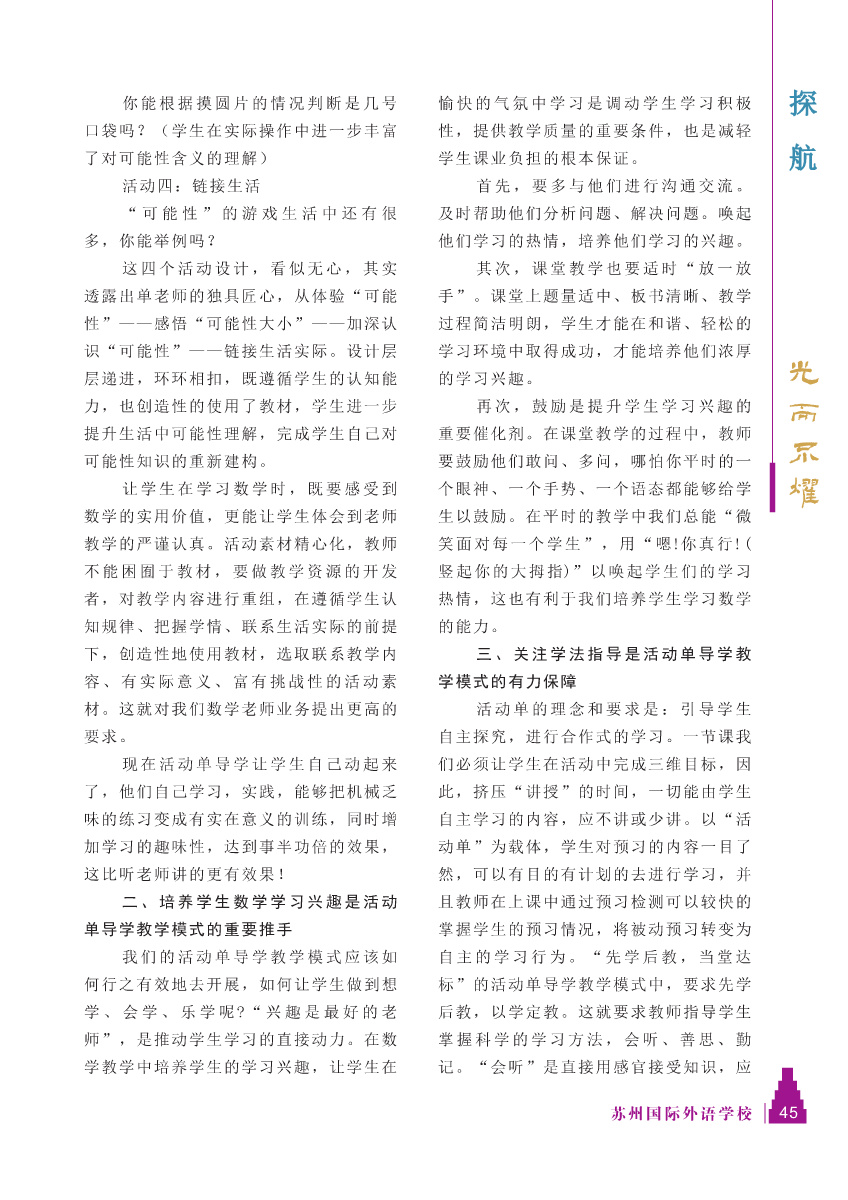 你能根据摸圆片的情况判断是几号
口袋吗？（学生在实际操作中进一步丰富
了对可能性含义的理解）
活动四：链接生活
“可能性”的游戏生活中还有很
多，你能举例吗？
这四个活动设计，看似无心，其实
透露出单老师的独具匠心，从体验“可能
性”——感悟“可能性大小”——加深认
识“可能性”——链接生活实际。设计层
层递进，环环相扣，既遵循学生的认知能
力，也创造性的使用了教材，学生进一步
提升生活中可能性理解，完成学生自己对
可能性知识的重新建构。
让学生在学习数学时，既要感受到
数学的实用价值，更能让学生体会到老师
教学的严谨认真。活动素材精心化，教师
不能困囿于教材，要做教学资源的开发
者，对教学内容进行重组，在遵循学生认
知规律、把握学情、联系生活实际的前提
下，创造性地使用教材，选取联系教学内
容、有实际意义、富有挑战性的活动素
材。这就对我们数学老师业务提出更高的
要求。
现在活动单导学让学生自己动起来
了，他们自己学习，实践，能够把机械乏
味的练习变成有实在意义的训练，同时增
加学习的趣味性，达到事半功倍的效果，
这比听老师讲的更有效果！
二、培养学生数学学习兴趣是活动
单导学教学模式的重要推手
我们的活动单导学教学模式应该如
何行之有效地去开展，如何让学生做到想
学、会学、乐学呢?“兴趣是最好的老
师”，是推动学生学习的直接动力。在数
学教学中培养学生的学习兴趣，让学生在
愉快的气氛中学习是调动学生学习积极
性，提供教学质量的重要条件，也是减轻
学生课业负担的根本保证。
首先，要多与他们进行沟通交流。
及时帮助他们分析问题、解决问题。唤起
他们学习的热情，培养他们学习的兴趣。
其次，课堂教学也要适时“放一放
手”。课堂上题量适中、板书清晰、教学
过程简洁明朗，学生才能在和谐、轻松的
学习环境中取得成功，才能培养他们浓厚
的学习兴趣。
再次，鼓励是提升学生学习兴趣的
重要催化剂。在课堂教学的过程中，教师
要鼓励他们敢问、多问，哪怕你平时的一
个眼神、一个手势、一个语态都能够给学
生以鼓励。在平时的教学中我们总能“微
笑面对每一个学生”，用“嗯!你真行!(
竖起你的大拇指)”以唤起学生们的学习
热情，这也有利于我们培养学生学习数学
的能力。
三、关注学法指导是活动单导学教
学模式的有力保障
活动单的理念和要求是：引导学生
自主探究，进行合作式的学习。一节课我
们必须让学生在活动中完成三维目标，因
此，挤压“讲授”的时间，一切能由学生
自主学习的内容，应不讲或少讲。以“活
动单”为载体，学生对预习的内容一目了
然，可以有目的有计划的去进行学习，并
且教师在上课中通过预习检测可以较快的
掌握学生的预习情况，将被动预习转变为
自主的学习行为。“先学后教，当堂达
标”的活动单导学教学模式中，要求先学
后教，以学定教。这就要求教师指导学生
掌握科学的学习方法，会听、善思、勤
记。“会听”是直接用感官接受知识，应
探航
光而不耀
苏州国际外语学校 45